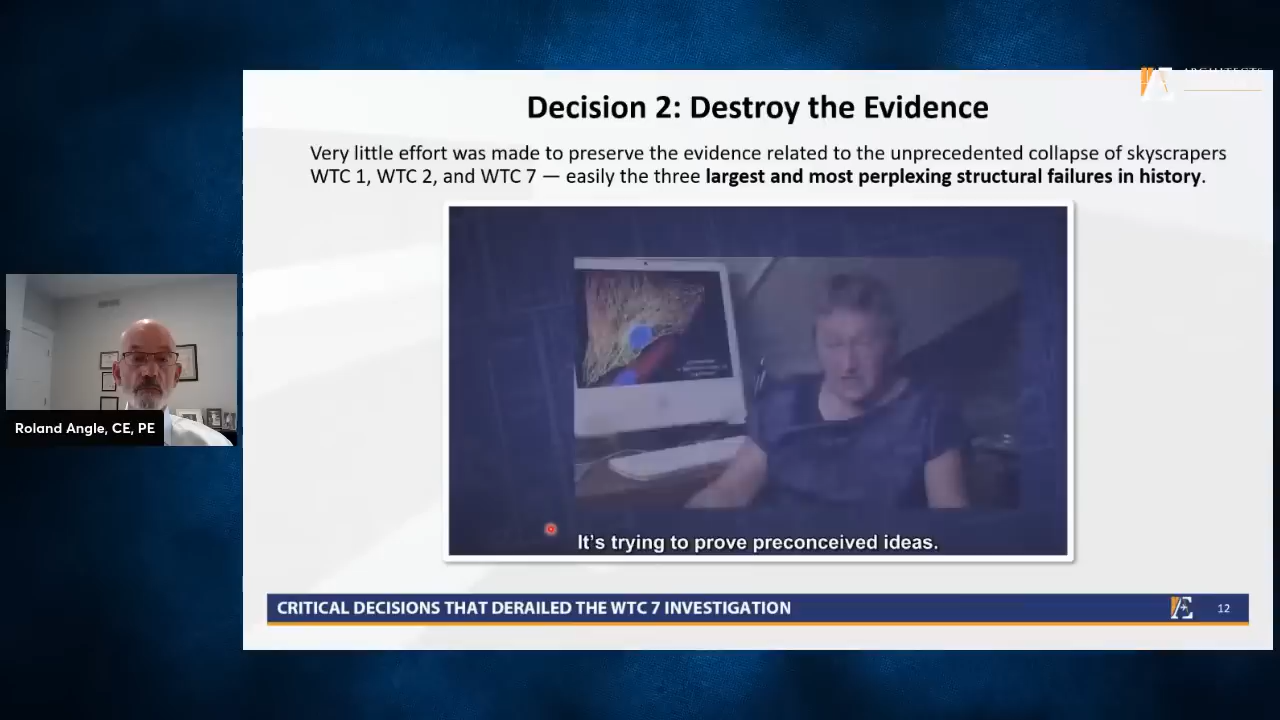 ARCHITECTS
Decision 2: Destroy the Evidence
Very little effort was made to preserve the evidence related to the unprecedented collapse of skyscrapers
WTC 1, WTC 2, and WTC 7 — easily the three largest and most perplexing structural failures in history.
Roland Angle, CE, PE
It's trying to prove preconceived ideas.
CRITICAL DECISIONS THAT DERAILED THE WTC 7 INVESTIGATION
12